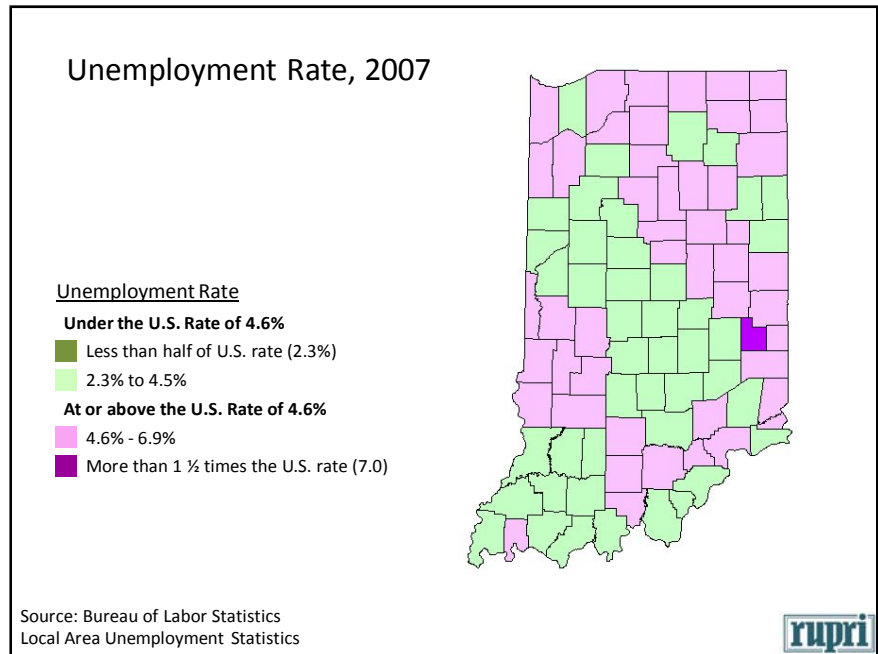 Unemployment Rate, 2007
Unemployment Rate
Under the U.S. Rate of 4.6%
Less than half of U.S. rate (2.3%)
2.3% to 4.5%
At or above the U.S. Rate of 4.6%
4.6% - 6.9%
More than 1 ½ times the U.S. rate (7.0)
Source: Bureau of Labor Statistics
Local Area Unemployment Statistics
rupri